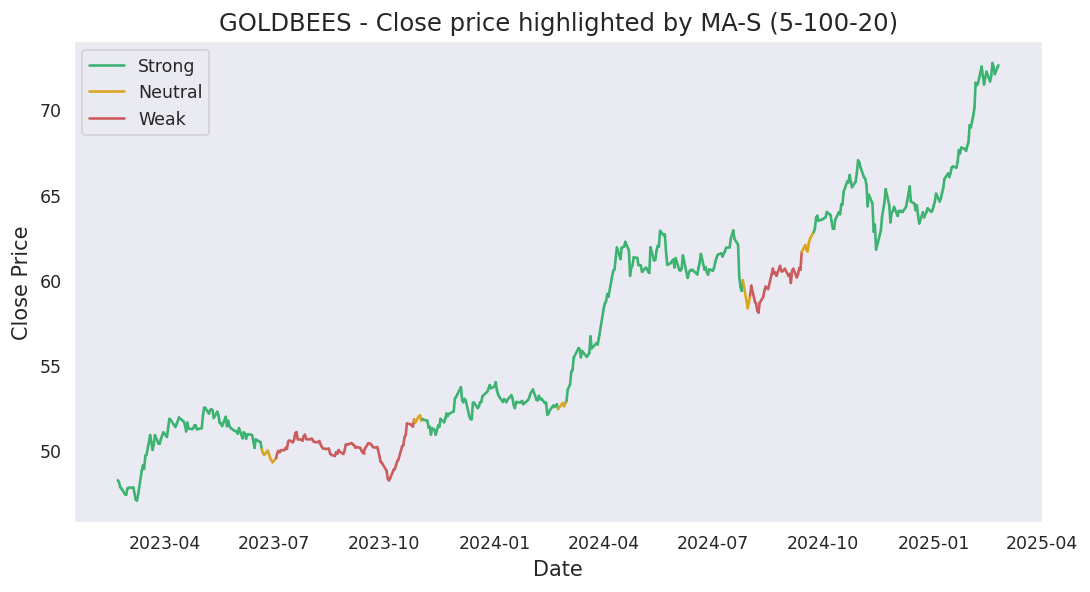 GOLDBEES - Close price highlighted by MA-S (5-100-20)
Strong
Neutral
Weak
Close Price
70
65
60
55
50
2023-04 2023-07 2023-10 2024-01 2024-04 2024-07 2024-10 2025-01 2025-04
Date